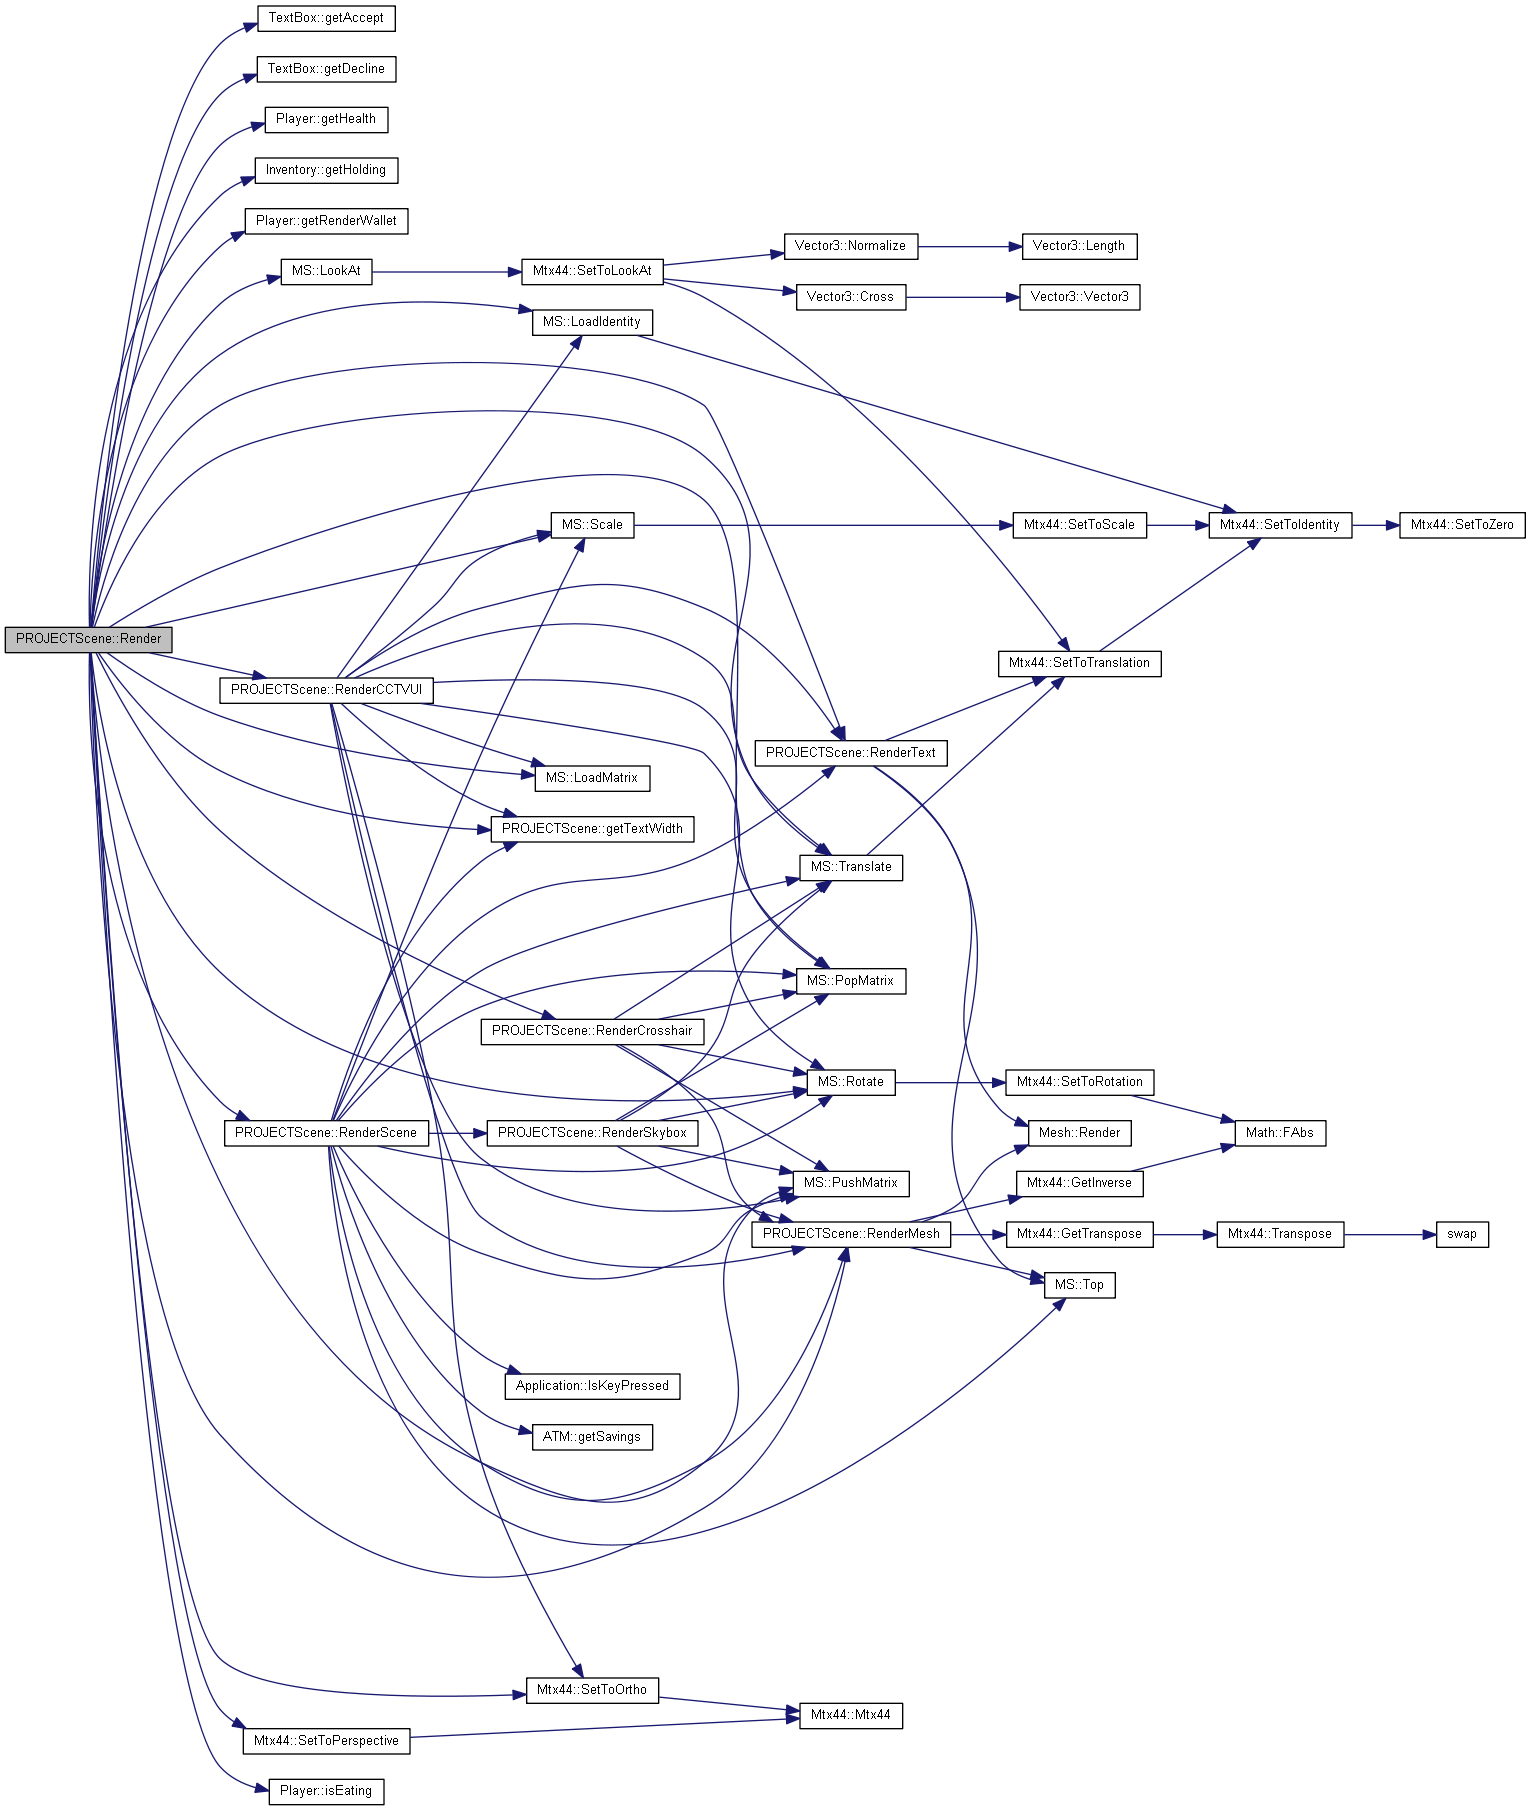 TextBox::getAccept
TextBox::getDecline
Player::getHealth
Inventory::getHolding
Player::getRenderWallet
Vector3::Normalize
Vector3::Length
MS::LookAt
Mtx44::SetToLookAt
Vector3::Cross
Vector3::Vector3
MS::LoadIdentity
MS::Scale
Mtx44::SetToScale
Mtx44::SetToIdentity
Mtx44::SetToZero
PROJECTScene::Render
Mtx44::SetToTranslation
PROJECTScene::RenderCCTVUI
PROJECTScene::RenderText
MS::LoadMatrix
PROJECTScene::getTextWidth
MS::Translate
MS::PopMatrix
PROJECTScene::RenderCrosshair
MS::Rotate
Mtx44::SetToRotation
PROJECTScene::RenderScene
PROJECTScene::RenderSkybox
Mesh::Render
Math::FAbs
MS::PushMatrix
Mtx44::GetInverse
PROJECTScene::RenderMesh
Mtx44::GetTranspose
Mtx44::Transpose
swap
MS::Top
Application::IsKeyPressed
ATM::getSavings
Mtx44::SetToOrtho
Mtx44::Mtx44
Mtx44::SetToPerspective
Player::isEating